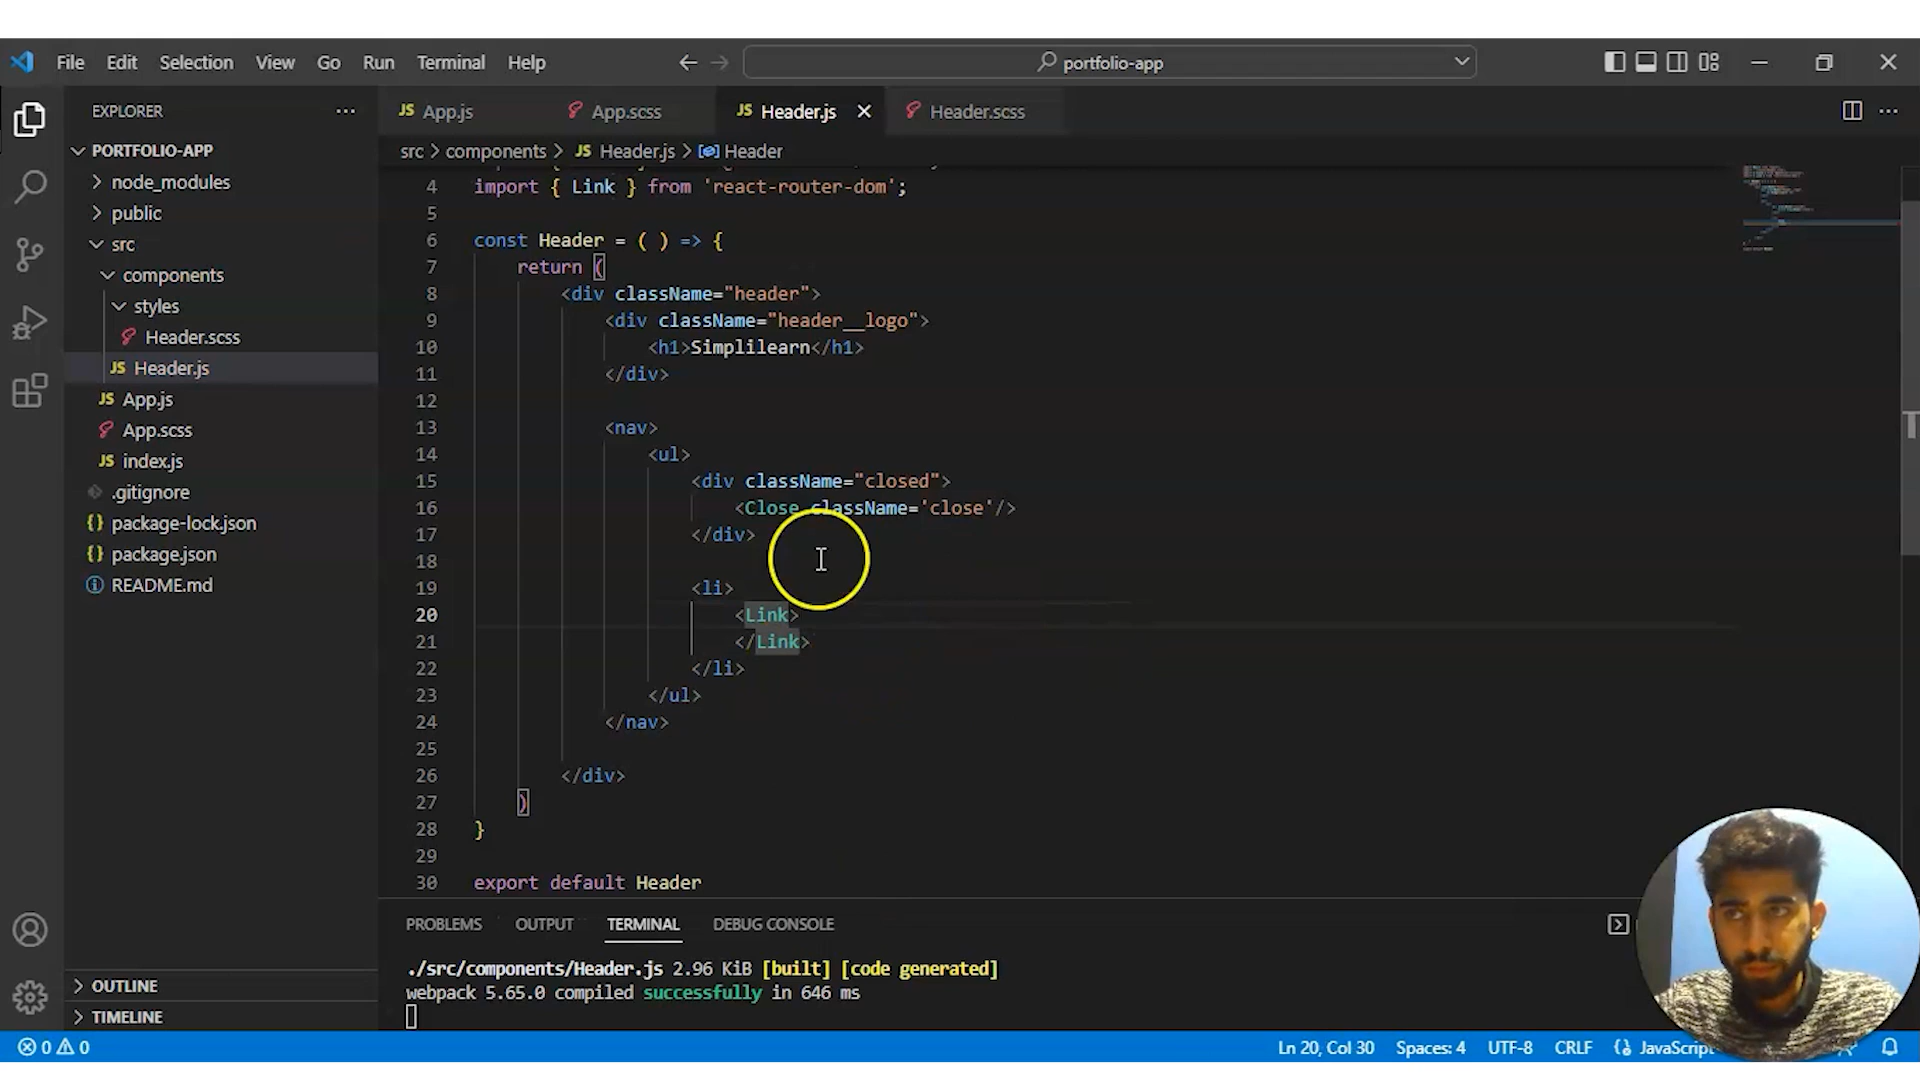 File Edit Selection View Go Run Terminal Help
portfolio-app
EXPLORER
PORTFOLIO-APP
node_modules
public
src
components
styles
Header.scss
JS Header.js
JS App.js
App.scss
JS index.js
.gitignore
{} package-lock.json
{} package.json
README.md
OUTLINE
TIMELINE
JS App.js App.scss JS Header.js Header.scss
src > components > JS Header.js > Header
4 import { Link } from 'react-router-dom';
5
6 const Header = ( ) => {
7 return (
8 <div className="header">
9 <div className="header__logo">
10 <h1>Simplilearn</h1>
11 </div>
12
13 <nav>
14 <ul>
15 <div className="closed">
16 <Close className='close'/>
17 </div>
18
19 <li>
20 <Link>
21 </Link>
22 </li>
23 </ul>
24 </nav>
25
26 </div>
27 )
28 }
29
30 export default Header
PROBLEMS OUTPUT TERMINAL DEBUG CONSOLE
./src/components/Header.js 2.96 KiB [built] [code generated]
webpack 5.65.0 compiled successfully in 646 ms
0 0 Ln 20, Col 30 Spaces: 4 UTF-8 CRLF JavaScript